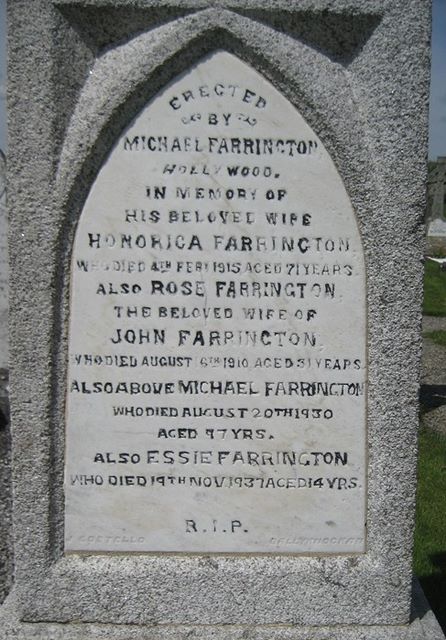 ERECTED
BY
MICHAEL FARRINGTON
HOLLYWOOD.
IN MEMORY OF
HIS BELOVED WIFE
HONORIGA FARRINGTON.
WHO DIED 4TH FEBY 1915 AGED 71 YEARS.
ALSO ROSE FARRINGTON.
THE BELOVED WIFE OF
JOHN FARRINGTON.
WHO DIED AUGUST 16TH 1910 AGED 31 YEARS.
ALSO ABOVE MICHAEL FARRINGTON
WHO DIED AUGUST 20TH 1930
AGED 97 YRS.
ALSO ESSIE FARRINGTON
WHO DIED 19TH NOV. 1937 AGED 14 YRS.
R.I.P.
COSTELLO